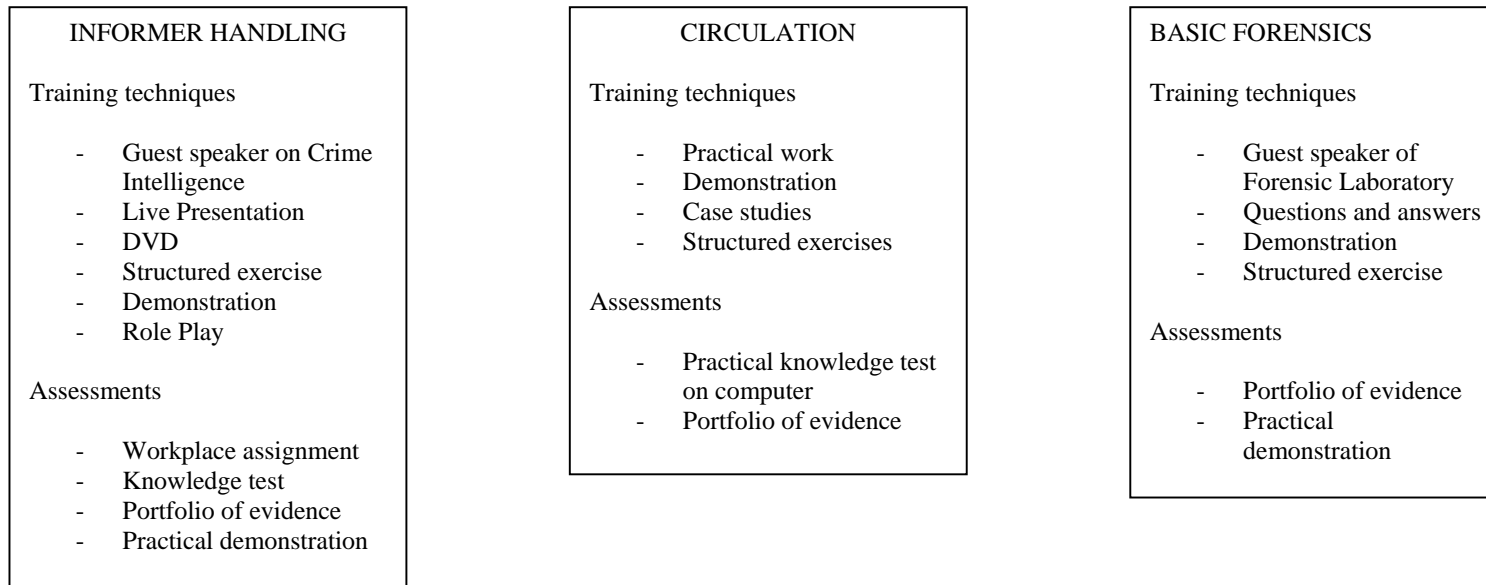 INFORMER HANDLING
Training techniques
- Guest speaker on Crime
Intelligence
- Live Presentation
- DVD
- Structured exercise
- Demonstration
- Role Play
Assessments
- Workplace assignment
- Knowledge test
- Portfolio of evidence
- Practical demonstration
CIRCULATION
Training techniques
- Practical work
- Demonstration
- Case studies
- Structured exercises
Assessments
- Practical knowledge test
on computer
- Portfolio of evidence
BASIC FORENSICS
Training techniques
- Guest speaker of
Forensic Laboratory
- Questions and answers
- Demonstration
- Structured exercise
Assessments
- Portfolio of evidence
- Practical
demonstration